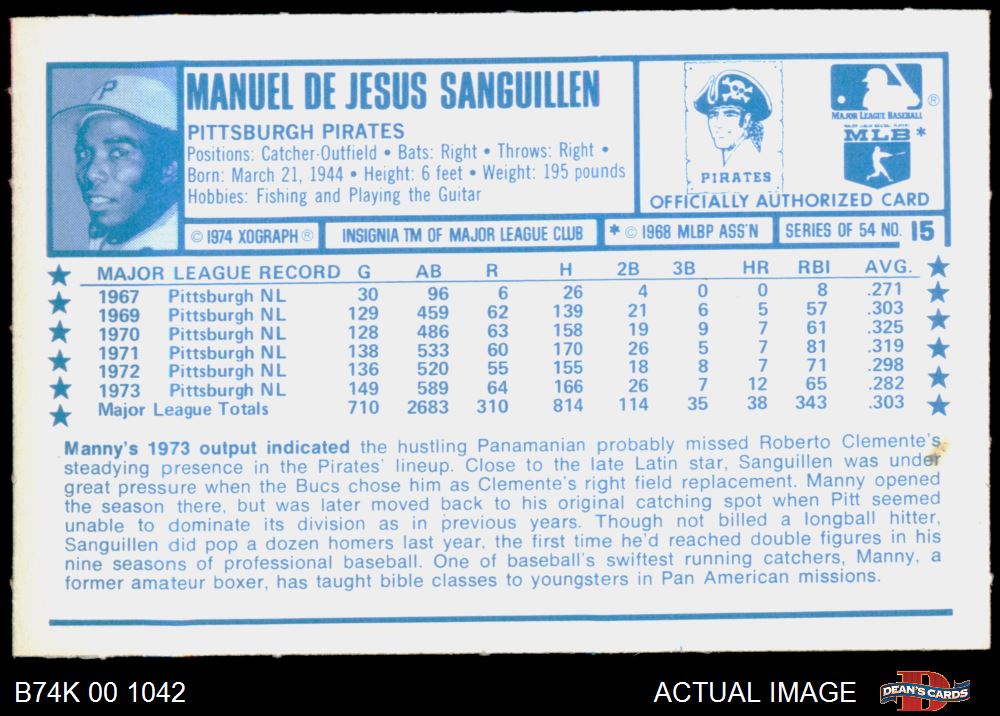 MANUEL DE JESUS SANGUILLEN
PITTSBURGH PIRATES
Positions: Catcher-Outfield • Bats: Right • Throws: Right •
Born: March 21, 1944 • Height: 6 feet • Weight: 195 pounds
Hobbies: Fishing and Playing the Guitar
P
PIRATES
MAJOR LEAGUE BASEBALL
®
MLB *
OFFICIALLY AUTHORIZED CARD
© 1974 XOGRAPH ® INSIGNIA TM OF MAJOR LEAGUE CLUB * © 1968 MLBP ASS'N SERIES OF 54 NO. 15
MAJOR LEAGUE RECORD G AB R H 2B 3B HR RBI AVG.
1967 Pittsburgh NL 30 96 6 26 4 0 0 8 .271
1969 Pittsburgh NL 129 459 62 139 21 6 5 57 .303
1970 Pittsburgh NL 128 486 63 158 19 9 7 61 .325
1971 Pittsburgh NL 138 533 60 170 26 5 7 81 .319
1972 Pittsburgh NL 136 520 55 155 18 8 7 71 .298
1973 Pittsburgh NL 149 589 64 166 26 7 12 65 .282
Major League Totals 710 2683 310 814 114 35 38 343 .303
Manny's 1973 output indicated the hustling Panamanian probably missed Roberto Clemente's
steadying presence in the Pirates' lineup. Close to the late Latin star, Sanguillen was under
great pressure when the Bucs chose him as Clemente's right field replacement. Manny opened
the season there, but was later moved back to his original catching spot when Pitt seemed
unable to dominate its division as in previous years. Though not billed a longball hitter,
Sanguillen did pop a dozen homers last year, the first time he'd reached double figures in his
nine seasons of professional baseball. One of baseball's swiftest running catchers, Manny, a
former amateur boxer, has taught bible classes to youngsters in Pan American missions.
B74K 00 1042
ACTUAL IMAGE
D
DEAN'S CARDS